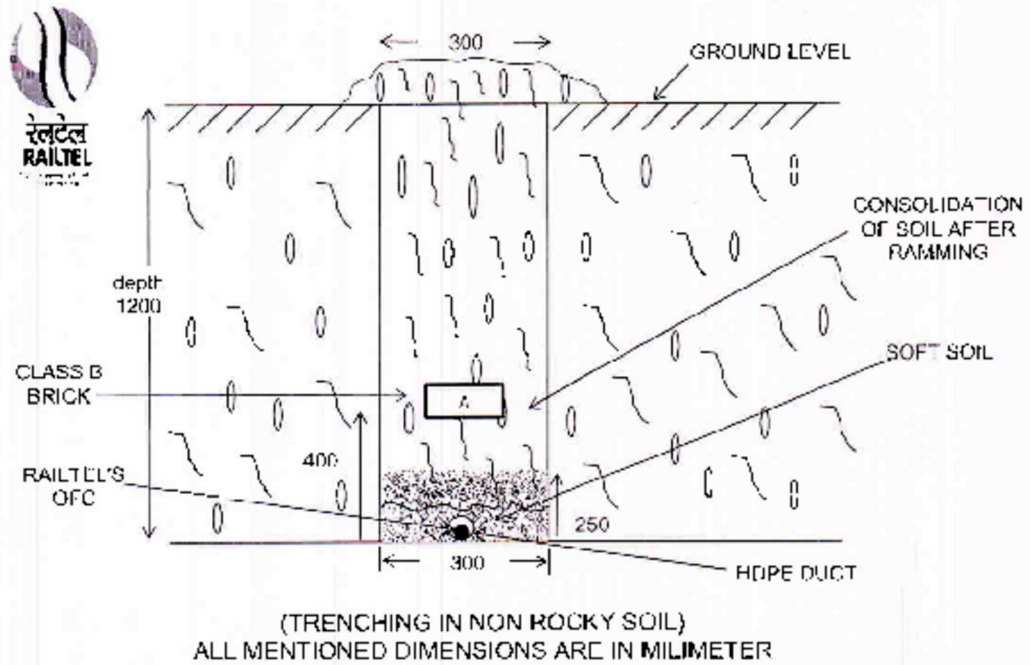 300
GROUND LEVEL
रेलटेल
RAILTEL
CONSOLIDATION
OF SOIL AFTER
RAMMING
depth
1200
SOFT SOIL
CLASS B
BRICK
A
400
RAILTEL'S
OFC
250
300
HDPE DUCT
(TRENCHING IN NON ROCKY SOIL)
ALL MENTIONED DIMENSIONS ARE IN MILIMETER